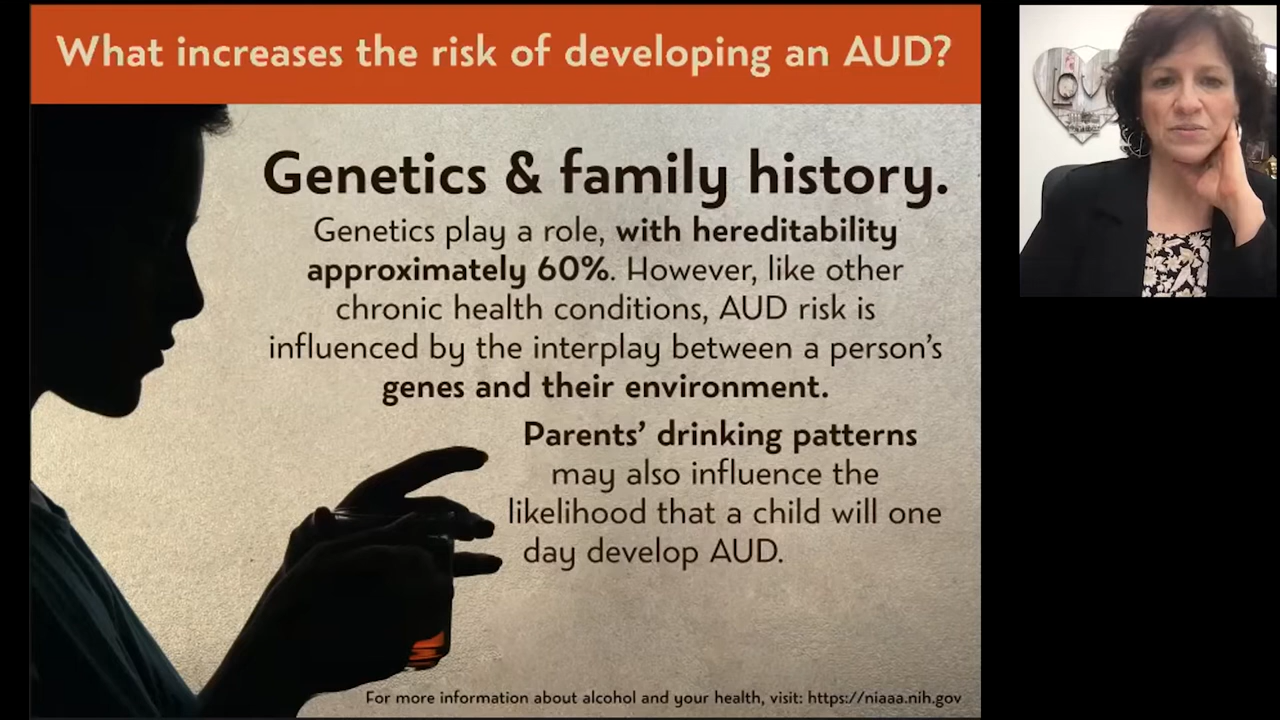 What increases the risk of developing an AUD?
Genetics & family history.
Genetics play a role, with hereditability
approximately 60%. However, like other
chronic health conditions, AUD risk is
influenced by the interplay between a person's
genes and their environment.
Parents' drinking patterns
may also influence the
likelihood that a child will one
day develop AUD.
For more information about alcohol and your health, visit: https://niaaa.nih.gov
LOVE